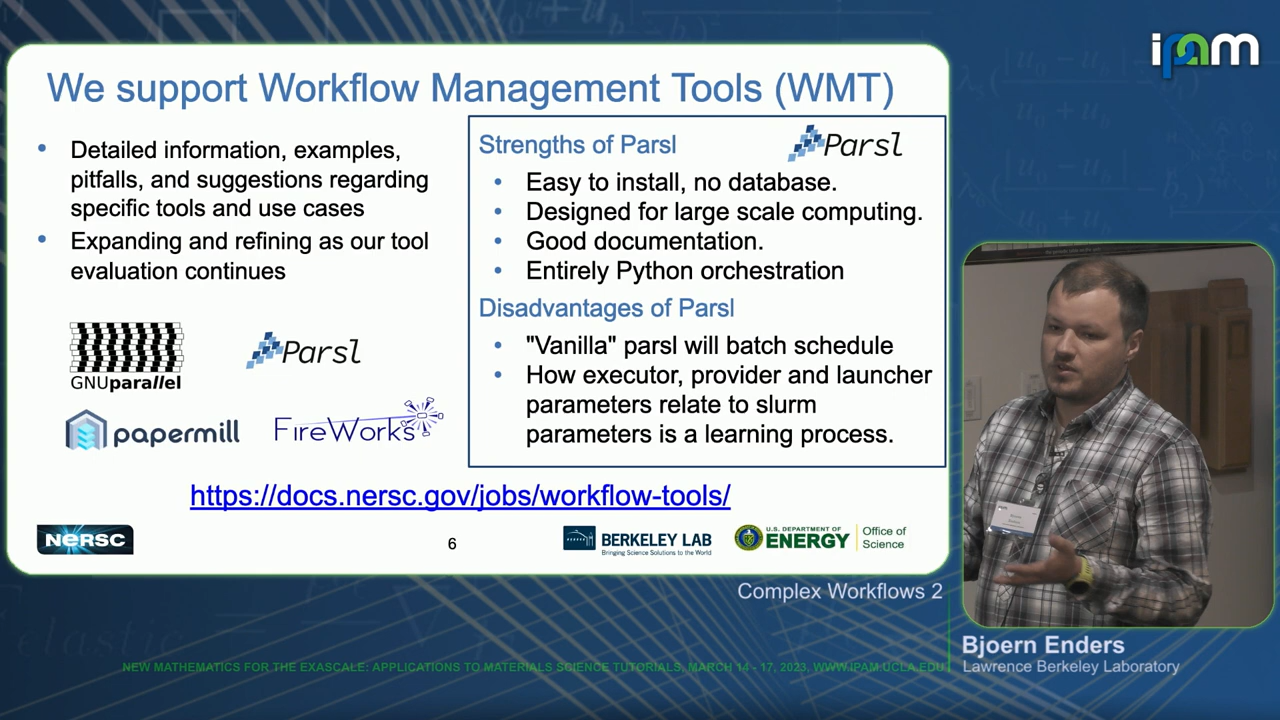 ipam
We support Workflow Management Tools (WMT)
• Detailed information, examples,
pitfalls, and suggestions regarding
specific tools and use cases
• Expanding and refining as our tool
evaluation continues
GNUparallel
Parsl
papermill
FireWorks
Strengths of Parsl
Parsl
• Easy to install, no database.
• Designed for large scale computing.
• Good documentation.
• Entirely Python orchestration
Disadvantages of Parsl
• "Vanilla" parsl will batch schedule
• How executor, provider and launcher
parameters relate to slurm
parameters is a learning process.
https://docs.nersc.gov/jobs/workflow-tools/
NERSC
6
BERKELEY LAB
Bringing Science Solutions to the World
U.S. DEPARTMENT OF
ENERGY
Office of
Science
Complex Workflows 2
Bjoern Enders
Lawrence Berkeley Laboratory
NEW MATHEMATICS FOR THE EXASCALE: APPLICATIONS TO MATERIALS SCIENCE TUTORIALS, MARCH 14 - 17, 2023, WWW.IPAM.UCLA.EDU
elastic